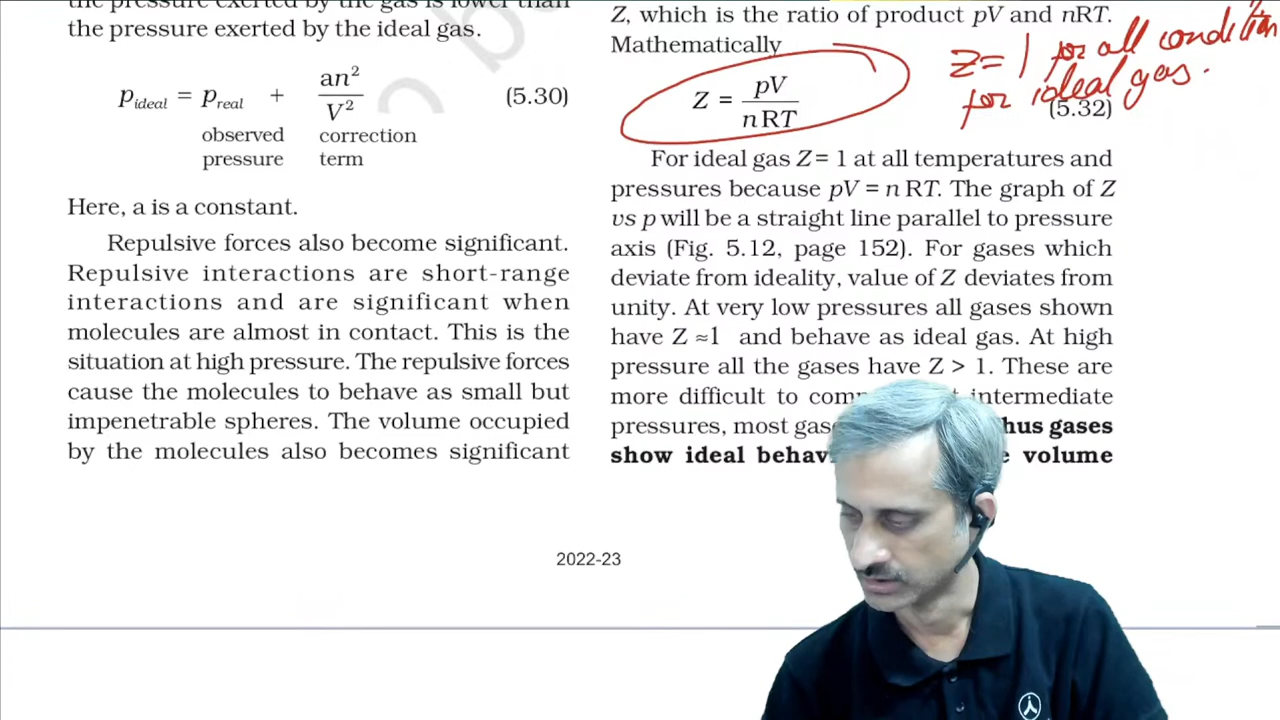 the pressure exerted by the gas is lower than
the pressure exerted by the ideal gas.
p_ideal = p_real + an²/V² (5.30)
observed correction
pressure term
Here, a is a constant.
Repulsive forces also become significant.
Repulsive interactions are short-range
interactions and are significant when
molecules are almost in contact. This is the
situation at high pressure. The repulsive forces
cause the molecules to behave as small but
impenetrable spheres. The volume occupied
by the molecules also becomes significant
Z, which is the ratio of product pV and nRT.
Mathematically
Z = pV/n RT (5.32)
z = 1 for all condition
for ideal gas.
For ideal gas Z = 1 at all temperatures and
pressures because pV = n RT. The graph of Z
vs p will be a straight line parallel to pressure
axis (Fig. 5.12, page 152). For gases which
deviate from ideality, value of Z deviates from
unity. At very low pressures all gases shown
have Z ≈1 and behave as ideal gas. At high
pressure all the gases have Z > 1. These are
more difficult to intermediate
pressures, most gases
show ideal volume
2022-23